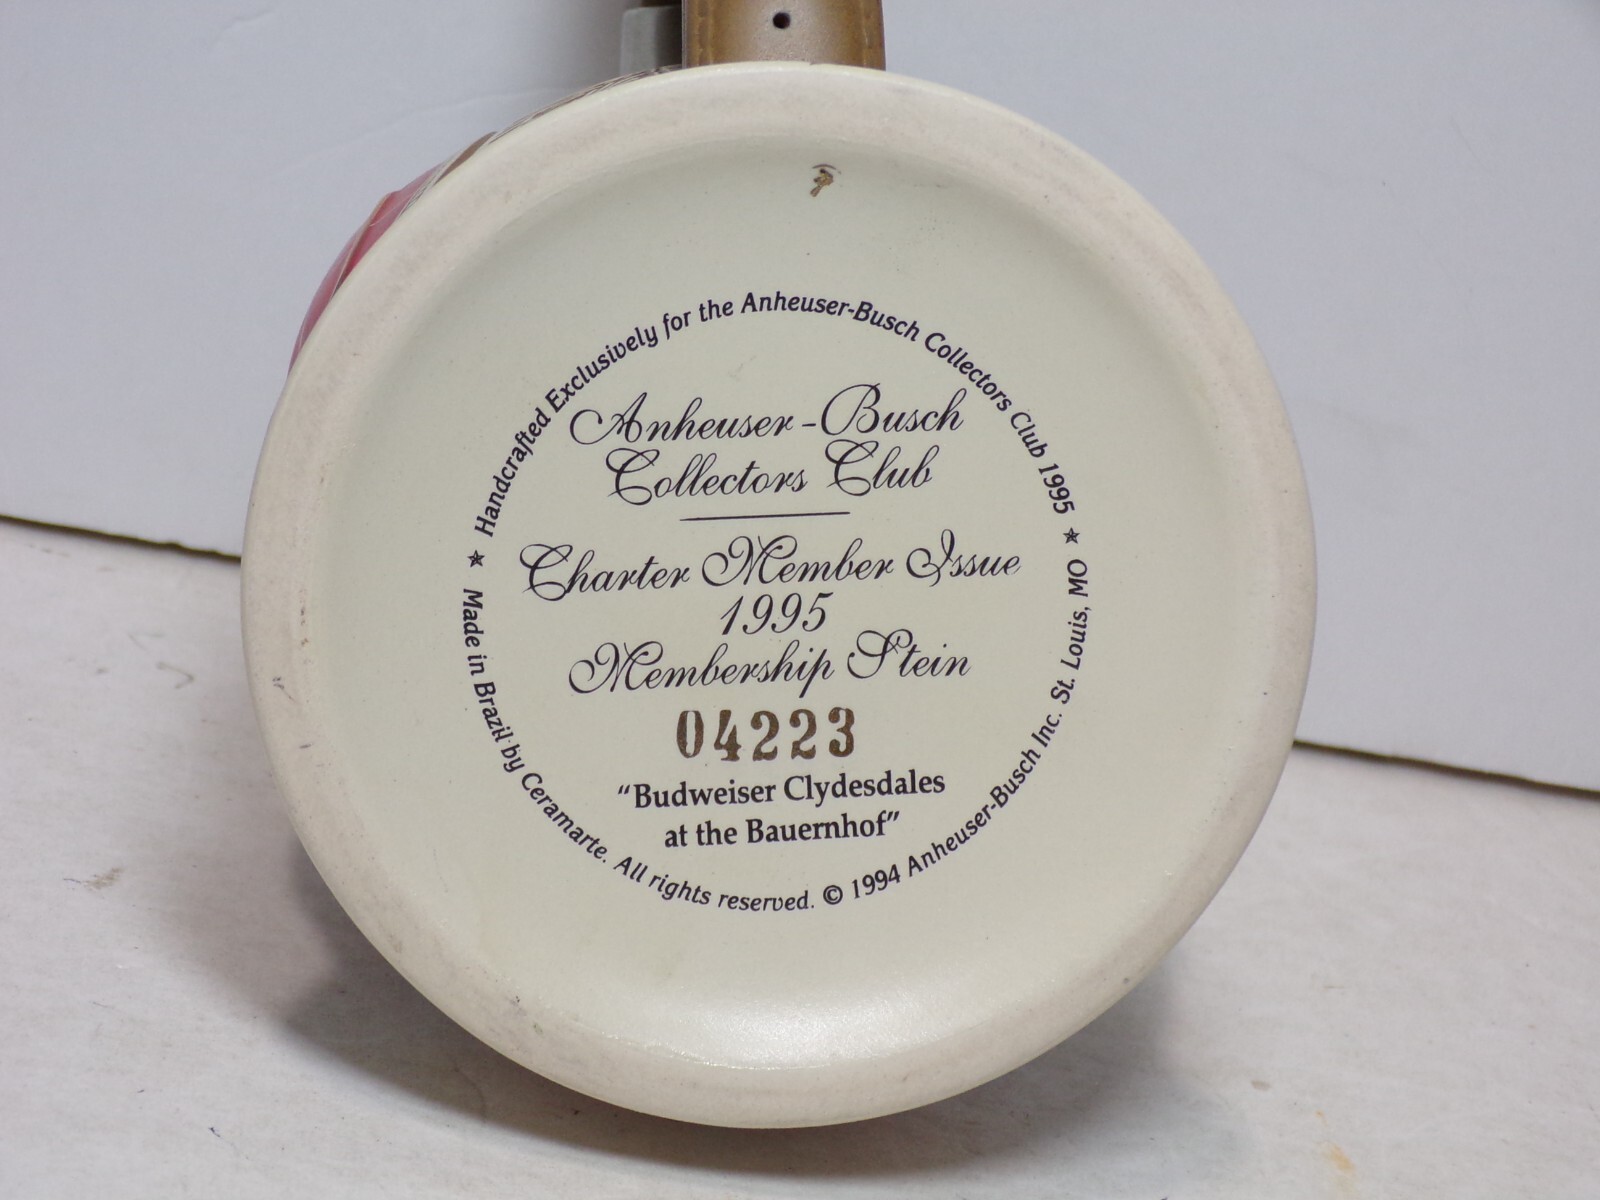 ★ Handcrafted Exclusively for the Anheuser-Busch Collectors Club 1995 ★
Anheuser-Busch
Collectors Club
Charter Member Issue
1995
Membership Stein
04223
"Budweiser Clydesdales
at the Bauernhof"
Made in Brazil by Ceramarte. All rights reserved. © 1994 Anheuser-Busch Inc. St. Louis, MO